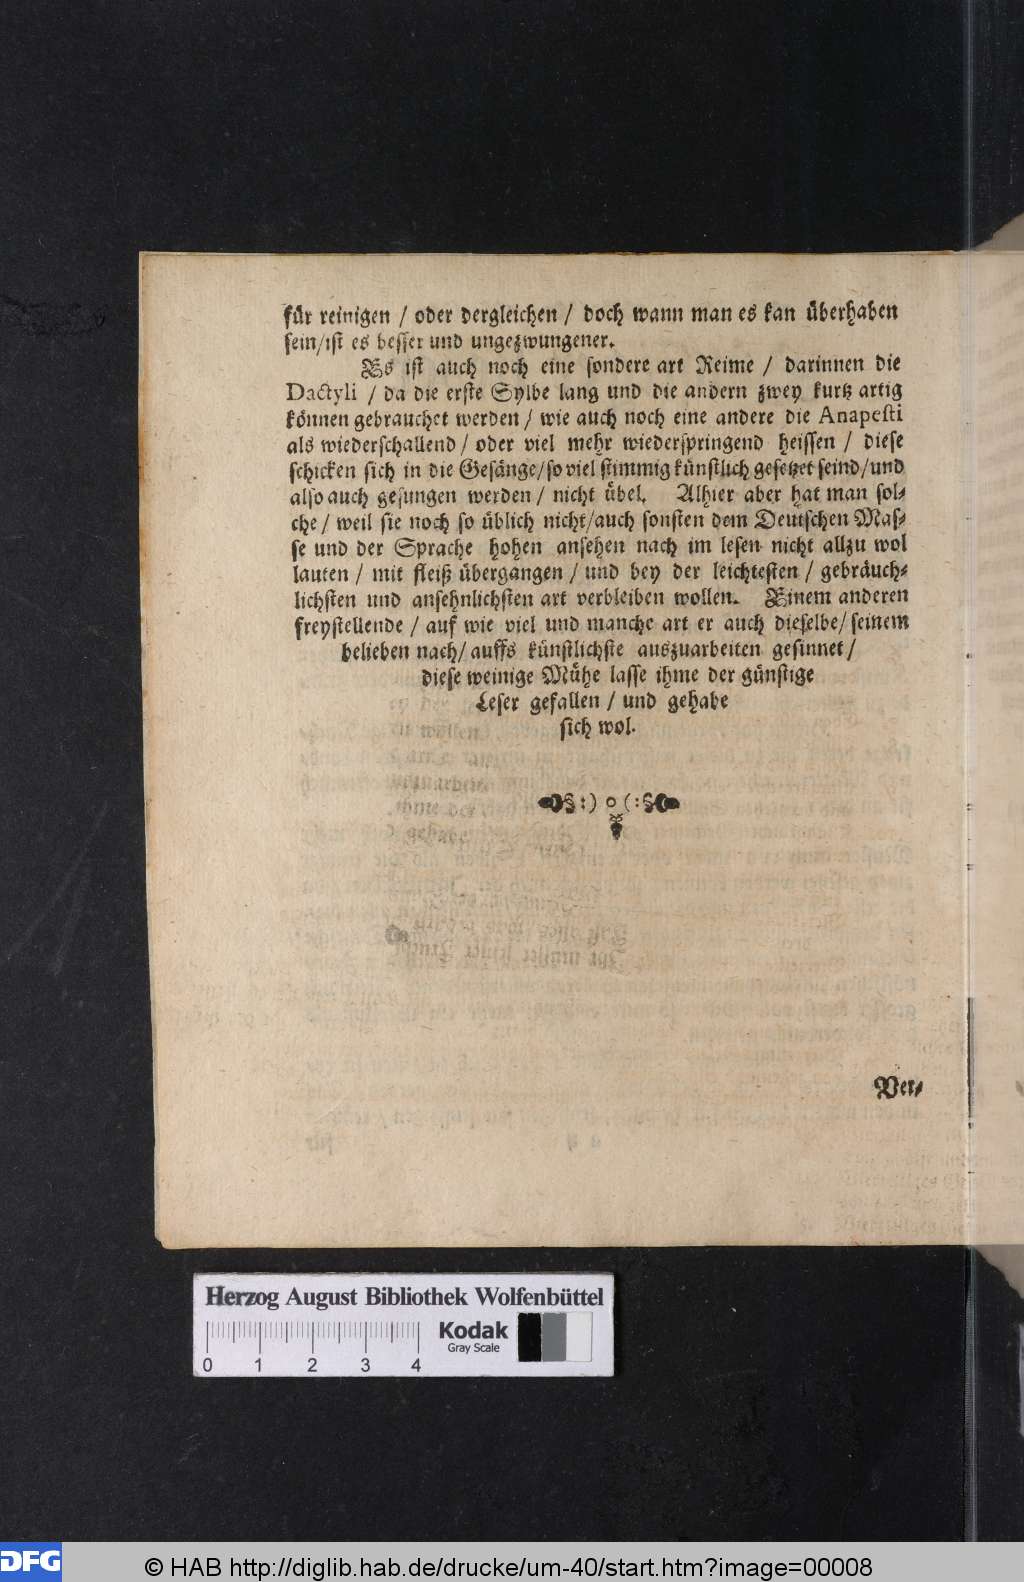 für reinigen / oder dergleichen / doch wann man es kan überhaben
sein/ist es besser und ungezwungener.
Es ist auch noch eine sondere art Reime / darinnen die
Dactyli / da die erste Sylbe lang und die andern zwey kurtz artig
können gebrauchet werden / wie auch noch eine andere die Anapesti
als wiederschallend / oder viel mehr wiederspringend heissen / diese
schicken sich in die Gesänge/so viel stimmig künstlich gesetzet seind/und
also auch gesungen werden / nicht übel. Alhier aber hat man sol-
che / weil sie noch so üblich nicht/auch sonsten dem Deutschen Mas-
se und der Sprache hohen ansehen nach im lesen nicht allzu wol
lauten / mit fleiß übergangen / und bey der leichtesten / gebräuch-
lichsten und ansehnlichsten art verbleiben wollen. Einem anderen
freystellende / auf wie viel und manche art er auch dieselbe/ seinem
belieben nach/ auffs künstlichste auszuarbeiten gesinnet /
diese weinige Mühe lasse ihme der günstige
Leser gefallen / und gehabe
sich wol.
§:) o (:§
Ver-
Herzog August Bibliothek Wolfenbüttel
Kodak
Gray Scale
0 1 2 3 4
DFG
© HAB http://diglib.hab.de/drucke/um-40/start.htm?image=00008